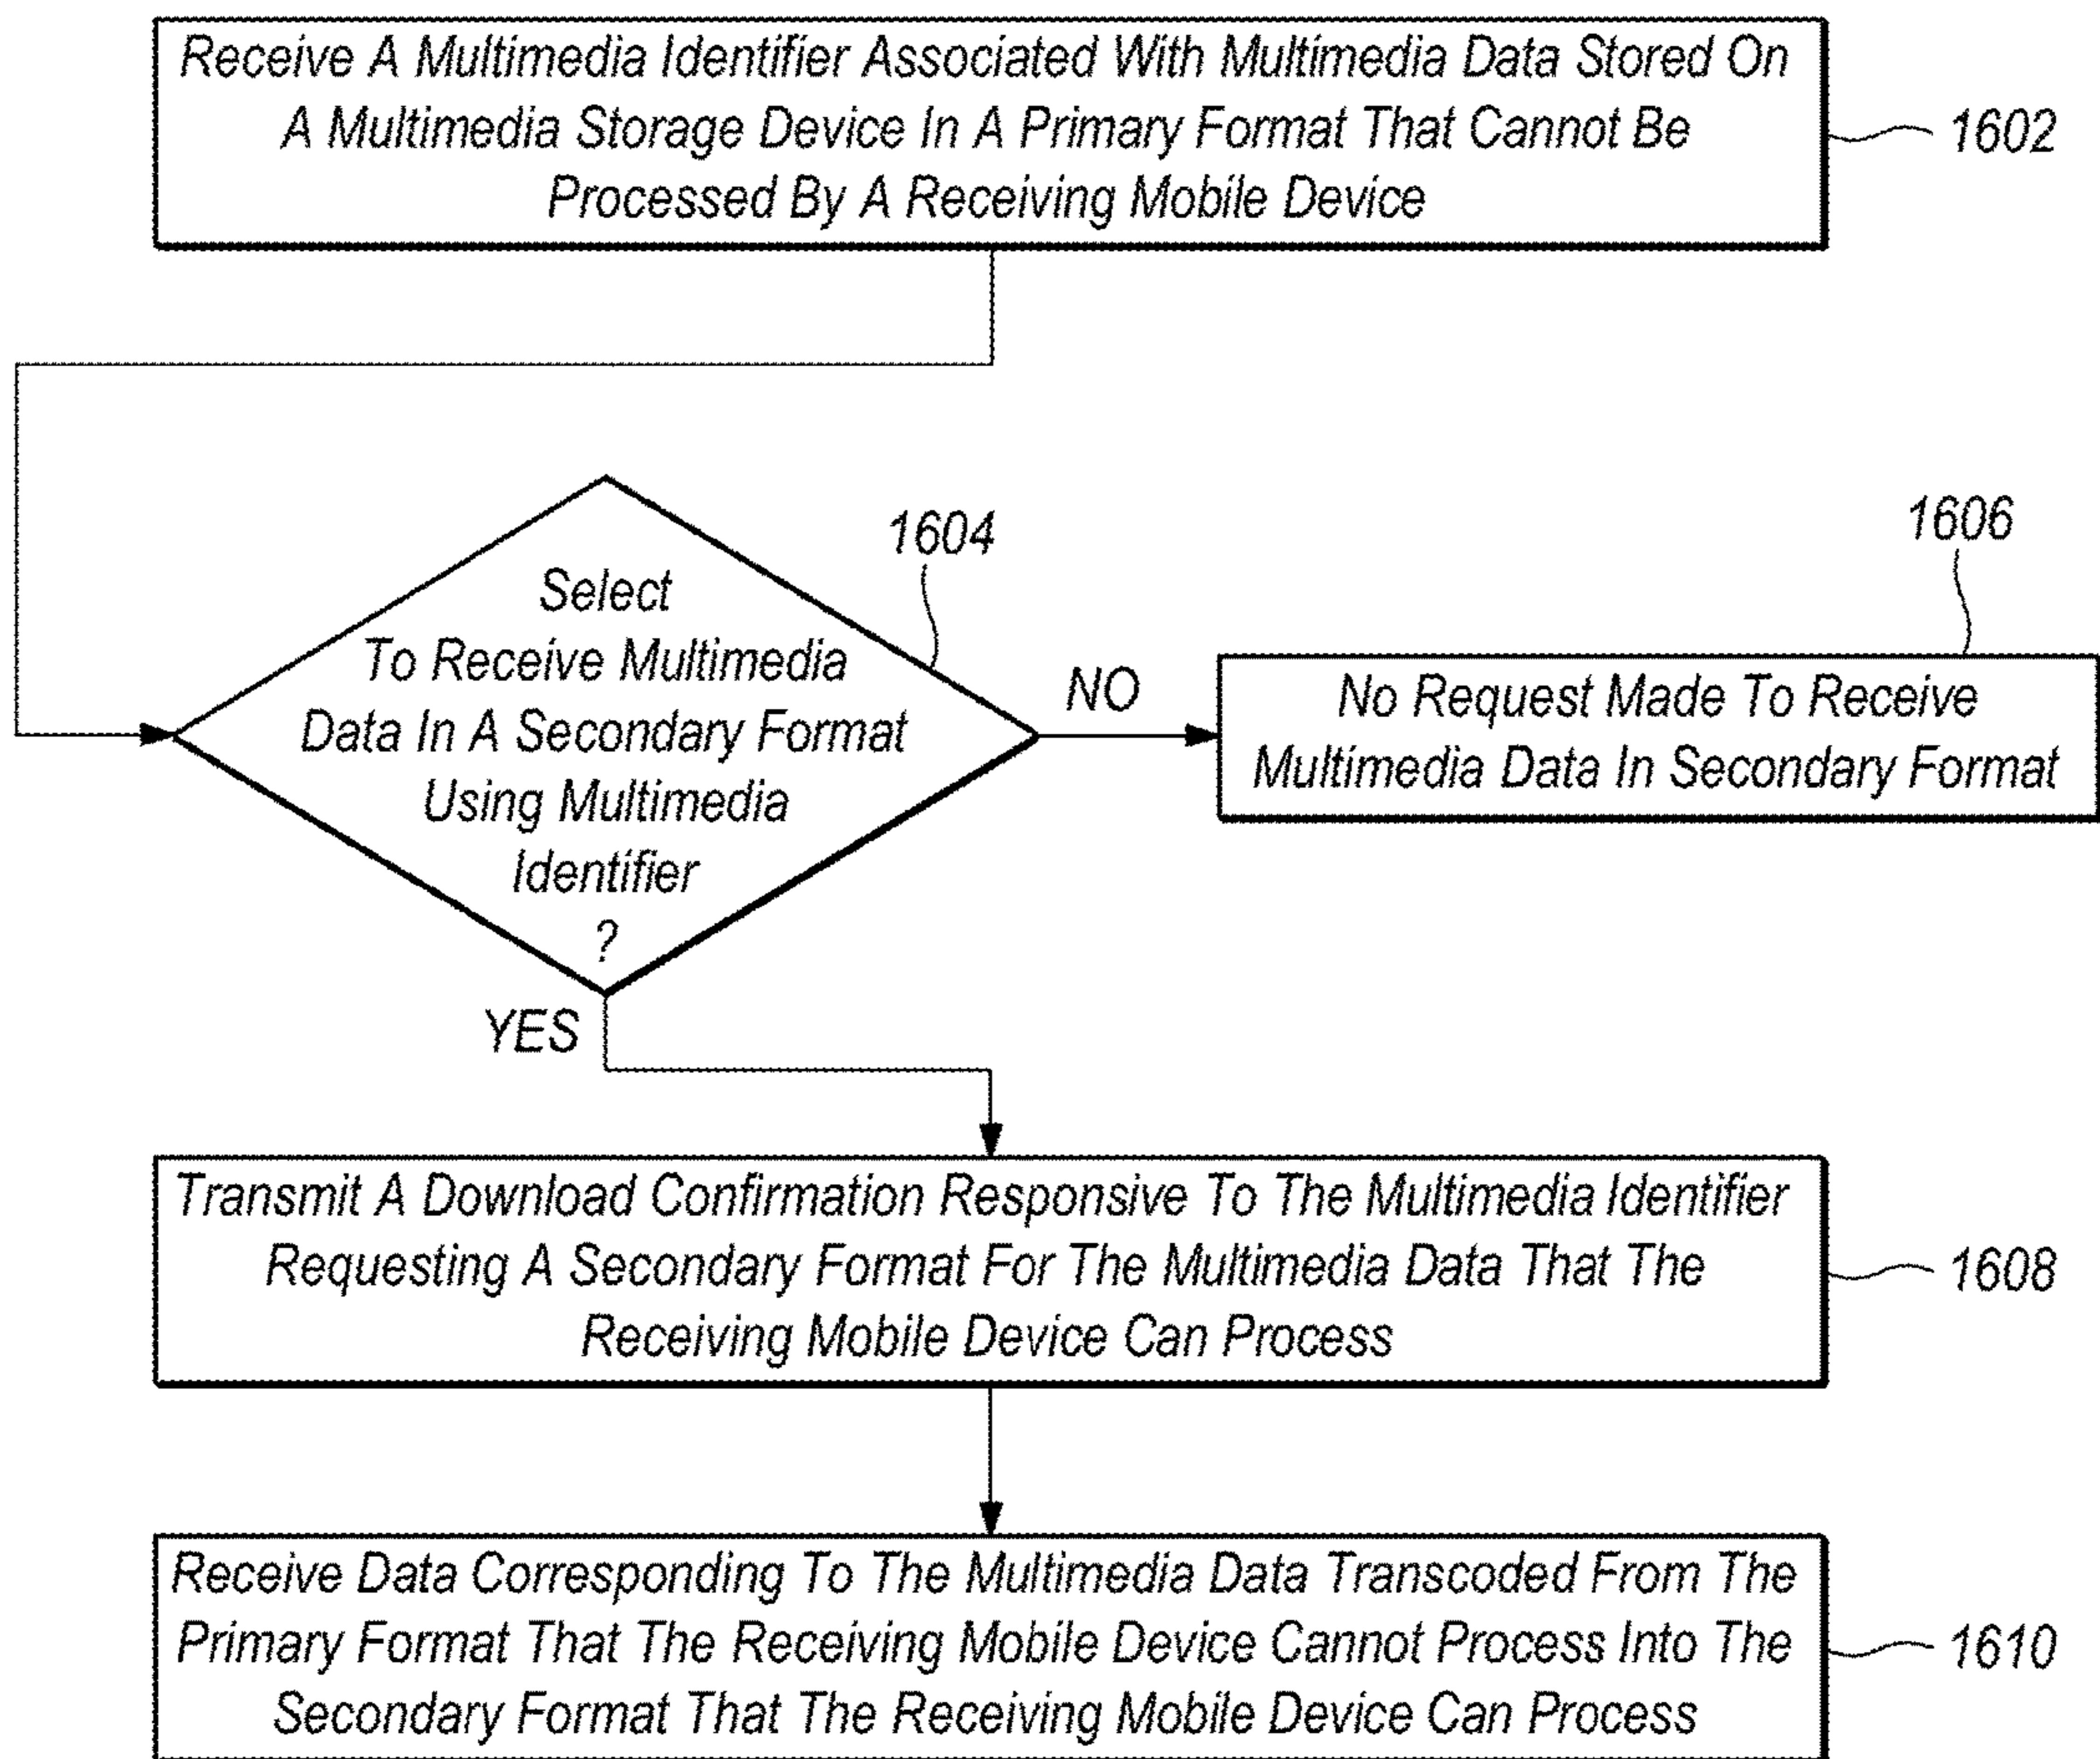 Receive A Multimedia Identifier Associated With Multimedia Data Stored On
A Multimedia Storage Device In A Primary Format That Cannot Be
Processed By A Receiving Mobile Device
1602
1604
Select
To Receive Multimedia
Data In A Secondary Format
Using Multimedia
Identifier
?
NO
1606
No Request Made To Receive
Multimedia Data In Secondary Format
YES
Transmit A Download Confirmation Responsive To The Multimedia Identifier
Requesting A Secondary Format For The Multimedia Data That The
Receiving Mobile Device Can Process
1608
Receive Data Corresponding To The Multimedia Data Transcoded From The
Primary Format That The Receiving Mobile Device Cannot Process Into The
Secondary Format That The Receiving Mobile Device Can Process
1610